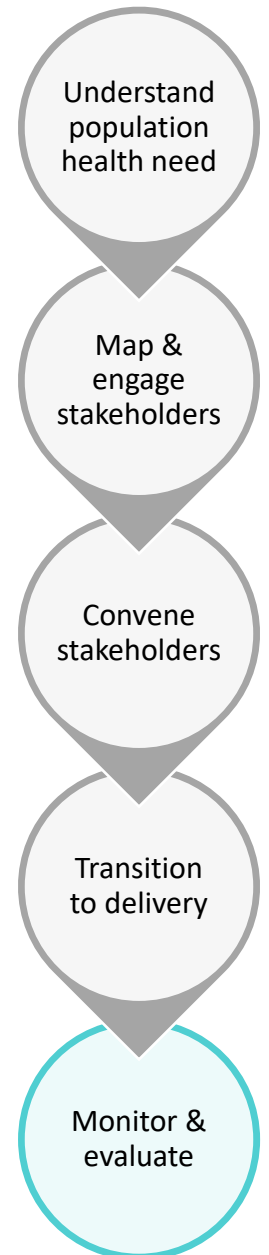 Understand
population
health need
Map &
engage
stakeholders
Convene
stakeholders
Transition
to delivery
Monitor &
evaluate